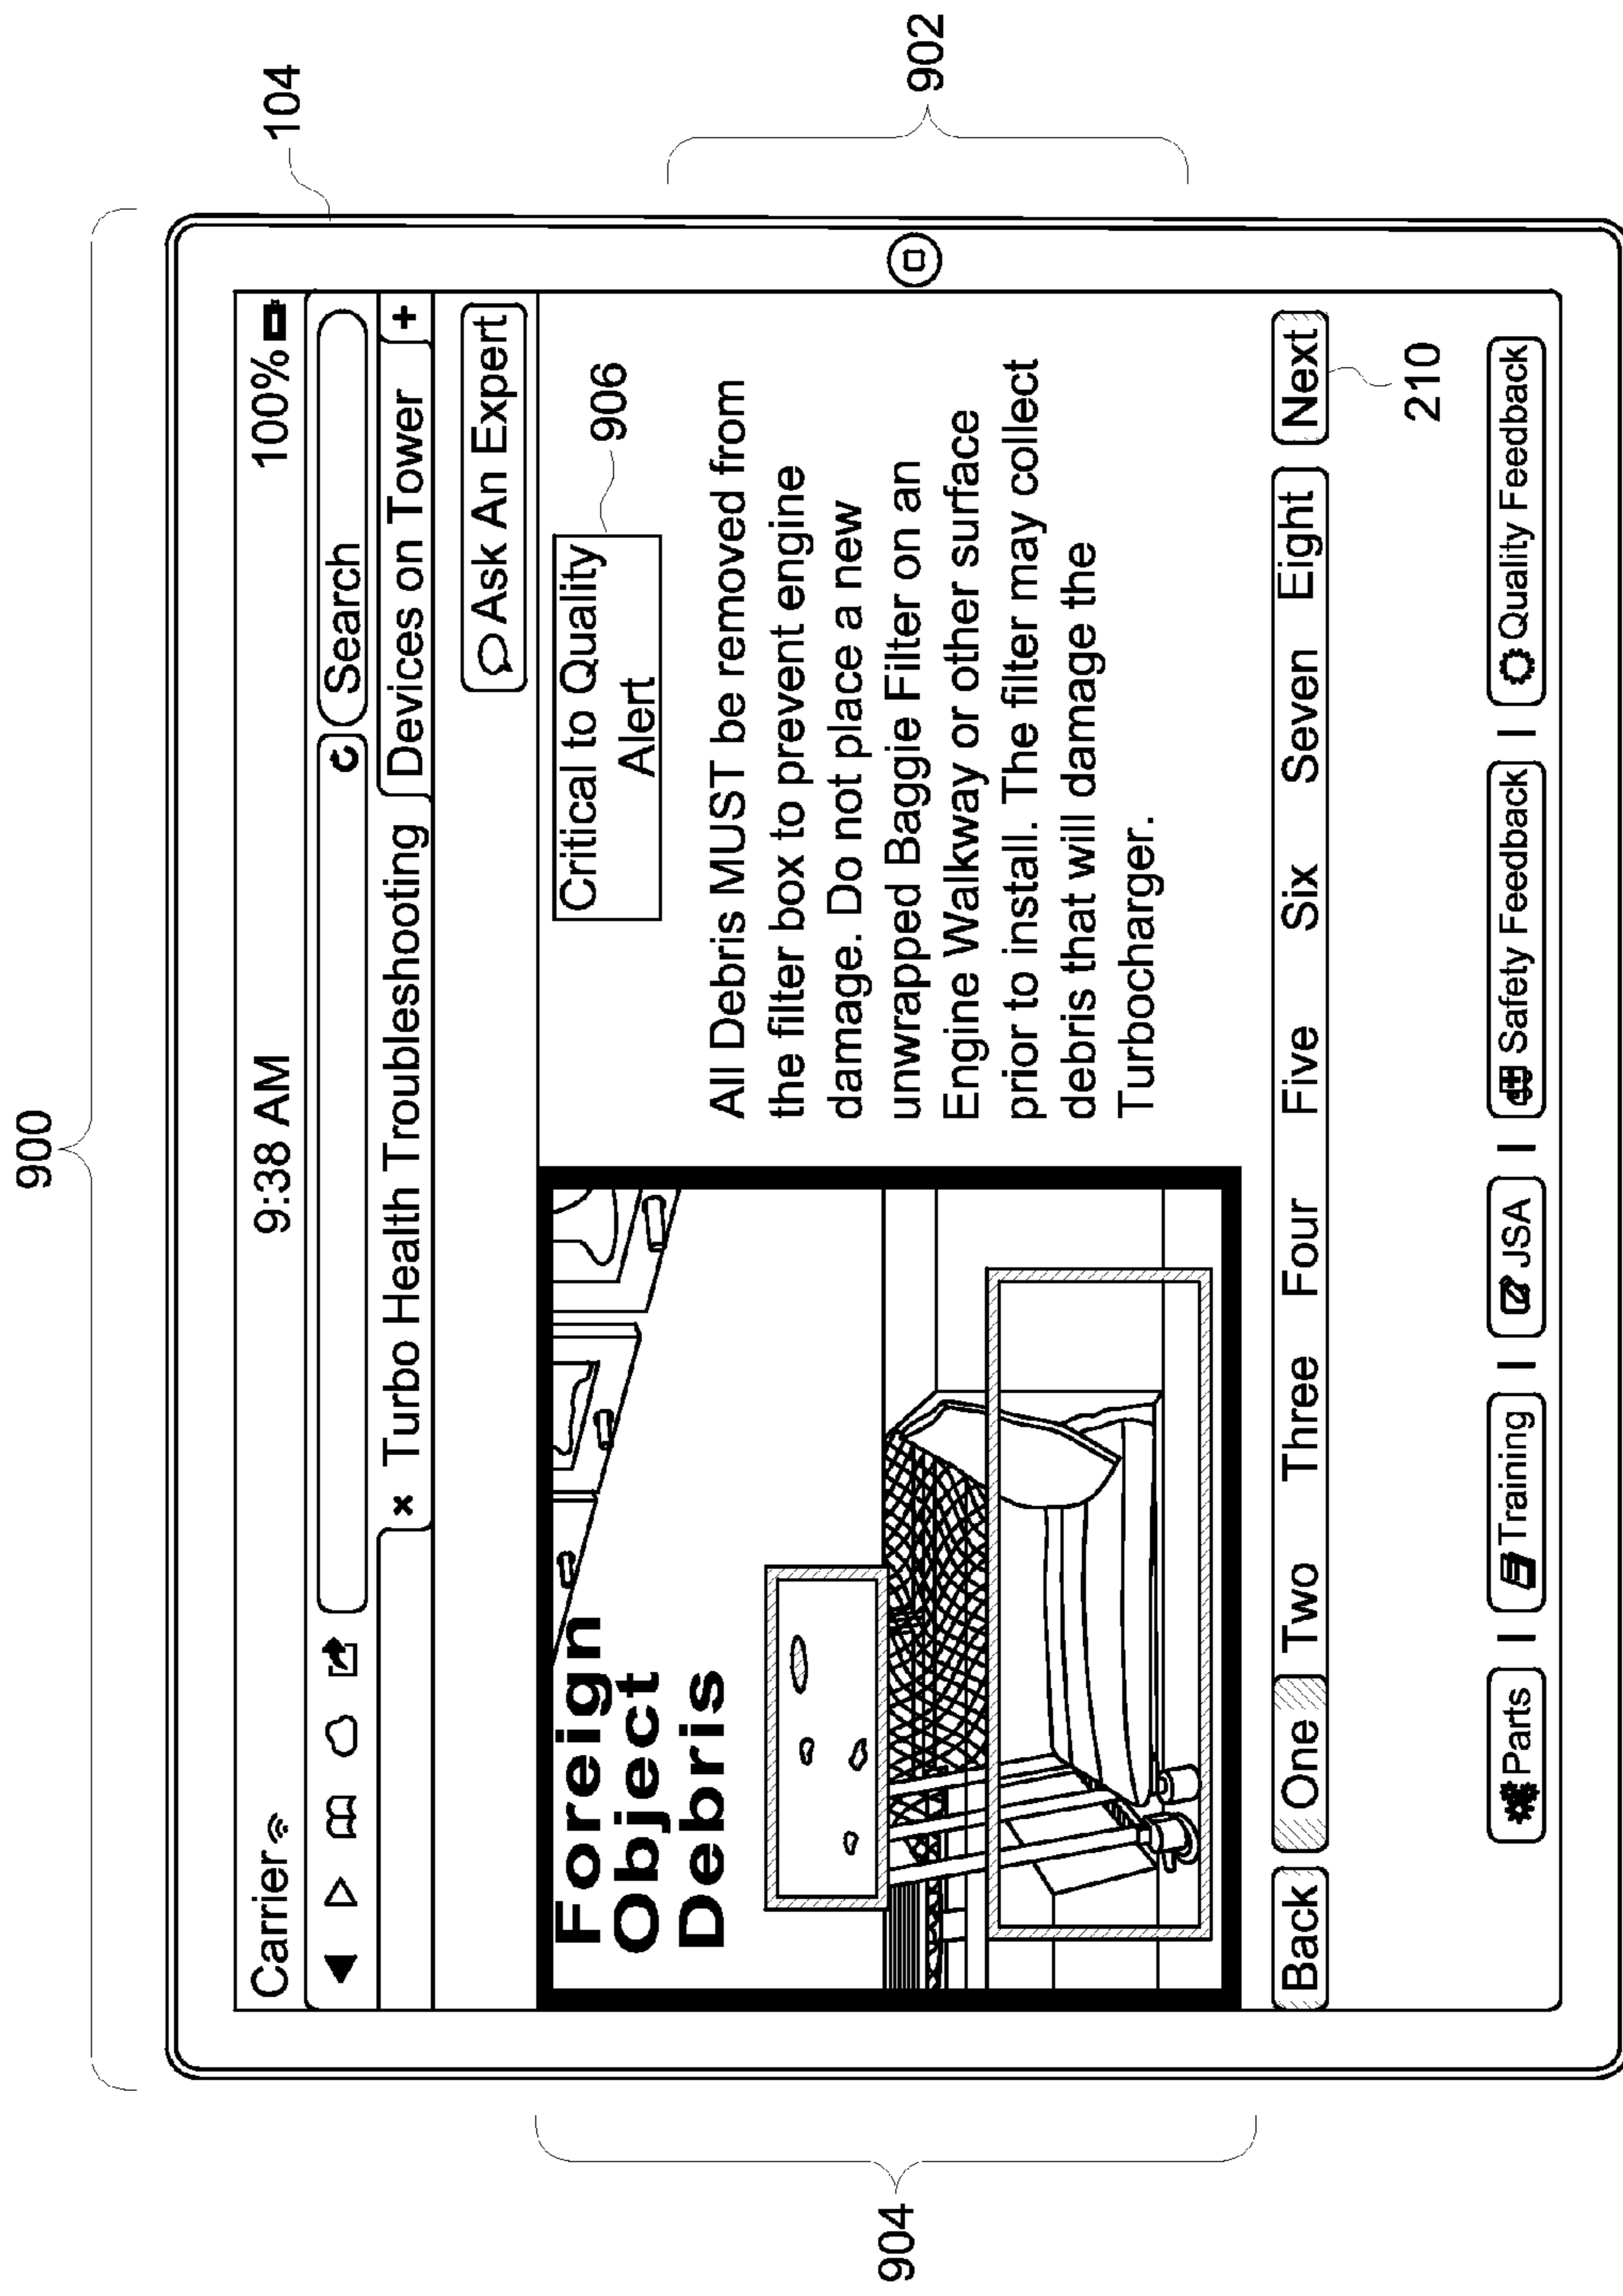 900
104
Carrier 9:38 AM 100%
Search
× Turbo Health Troubleshooting Devices on Tower +
Ask An Expert
Foreign
Object
Debris
Critical to Quality
Alert
906
All Debris MUST be removed from
the filter box to prevent engine
damage. Do not place a new
unwrapped Baggie Filter on an
Engine Walkway or other surface
prior to install. The filter may collect
debris that will damage the
Turbocharger.
904
902
Back One Two Three Four Five Six Seven Eight Next
210
Parts | Training | JSA | Safety Feedback | Quality Feedback